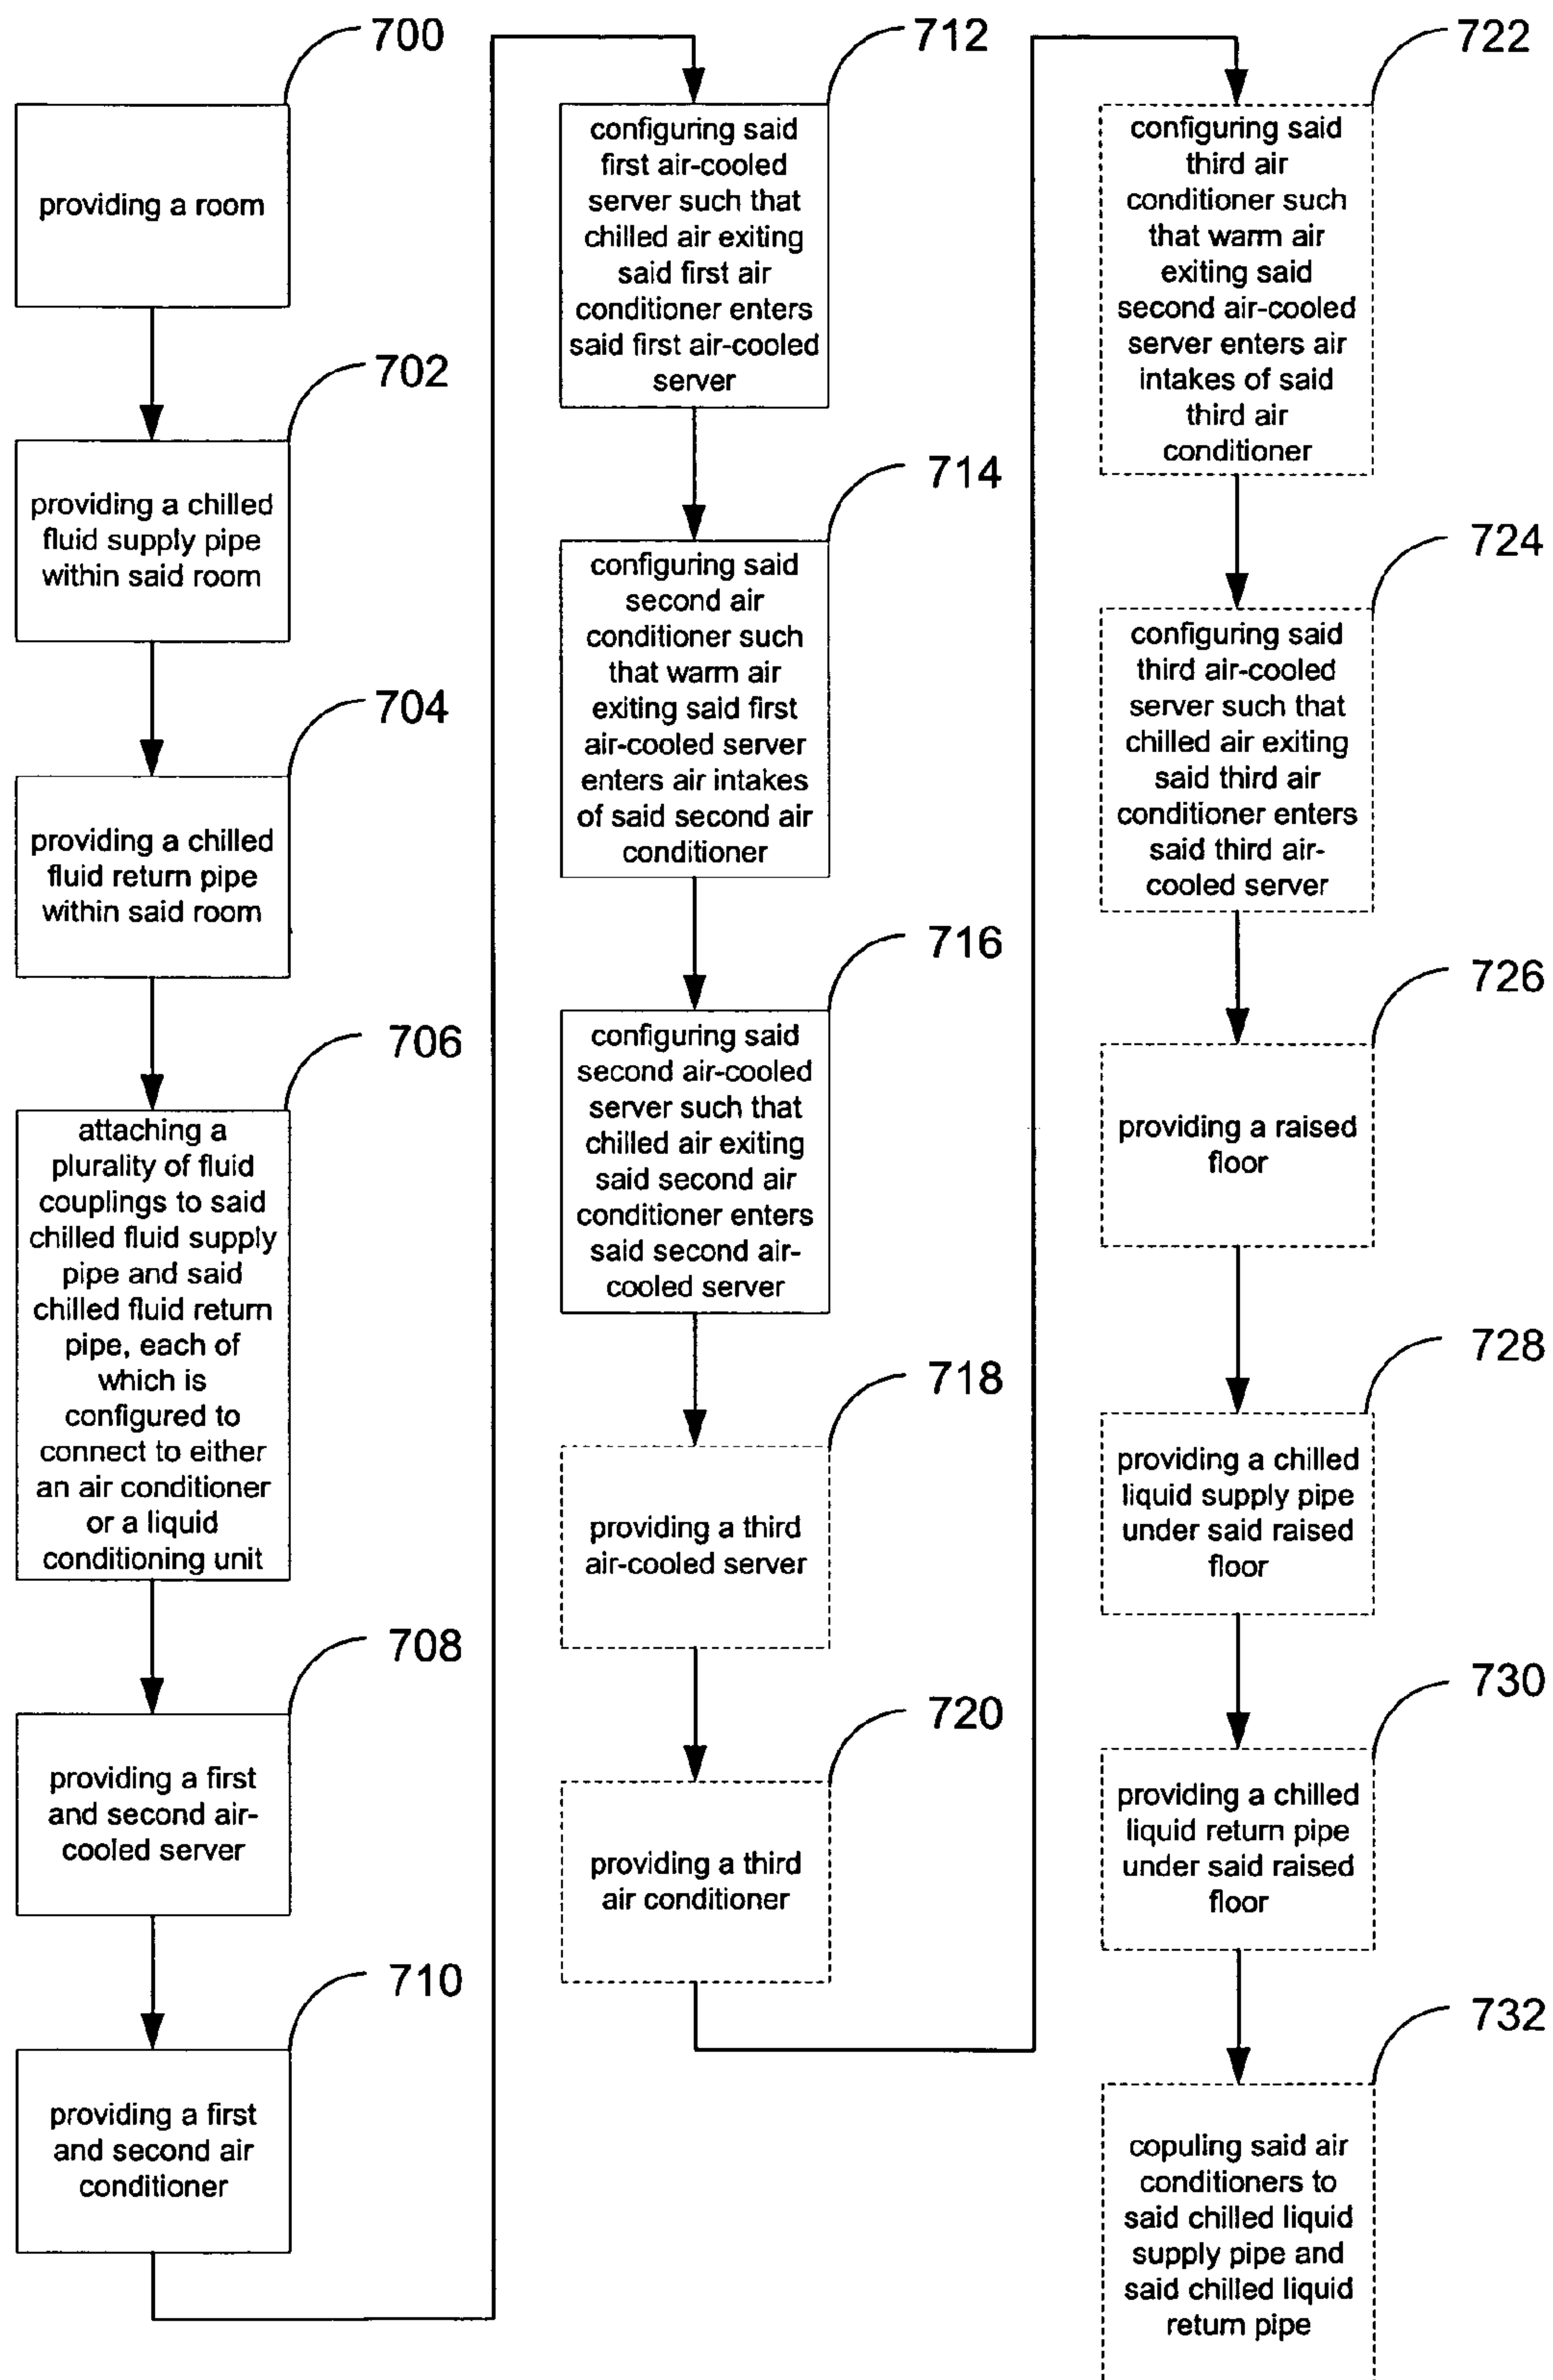 700
providing a room
702
providing a chilled
fluid supply pipe
within said room
704
providing a chilled
fluid return pipe
within said room
706
attaching a
plurality of fluid
couplings to said
chilled fluid supply
pipe and said
chilled fluid return
pipe, each of
which is
configured to
connect to either
an air conditioner
or a liquid
conditioning unit
708
providing a first
and second air-
cooled server
710
providing a first
and second air
conditioner
712
configuring said
first air-cooled
server such that
chilled air exiting
said first air
conditioner enters
said first air-cooled
server
714
configuring said
second air
conditioner such
that warm air
exiting said first
air-cooled server
enters air intakes
of said second air
conditioner
716
configuring said
second air-cooled
server such that
chilled air exiting
said second air
conditioner enters
said second air-
cooled server
718
providing a third
air-cooled server
720
providing a third
air conditioner
722
configuring said
third air
conditioner such
that warm air
exiting said
second air-cooled
server enters air
intakes of said
third air
conditioner
724
configuring said
third air-cooled
server such that
chilled air exiting
said third air
conditioner enters
said third air-
cooled server
726
providing a raised
floor
728
providing a chilled
liquid supply pipe
under said raised
floor
730
providing a chilled
liquid return pipe
under said raised
floor
732
copuling said air
conditioners to
said chilled liquid
supply pipe and
said chilled liquid
return pipe